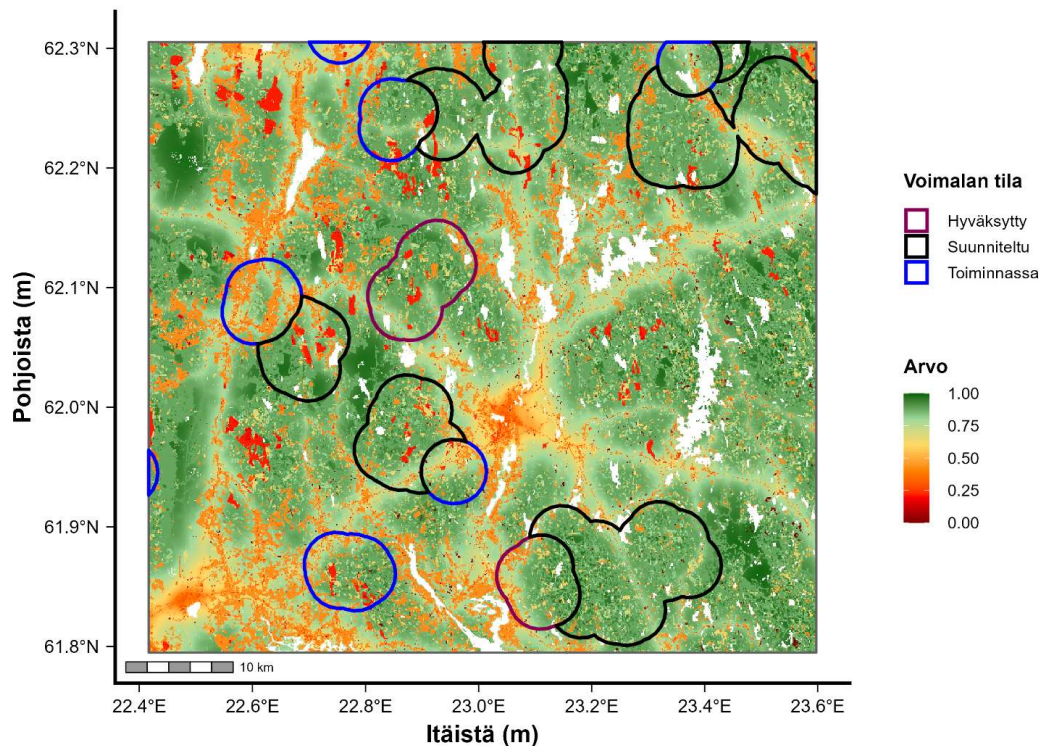 62.3°N
62.2°N
62.1°N
62.0°N
61.9°N
61.8°N
Pohjoista (m)
10 km
22.4°E 22.6°E 22.8°E 23.0°E 23.2°E 23.4°E 23.6°E
Itäistä (m)
Voimalan tila
Hyväksytty
Suunniteltu
Toiminnassa
Arvo
1.00
0.75
0.50
0.25
0.00